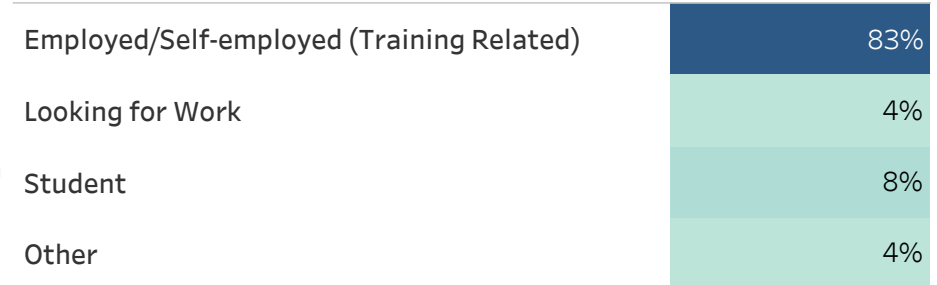 Employed/Self-employed (Training Related) 83%
Looking for Work 4%
Student 8%
Other 4%